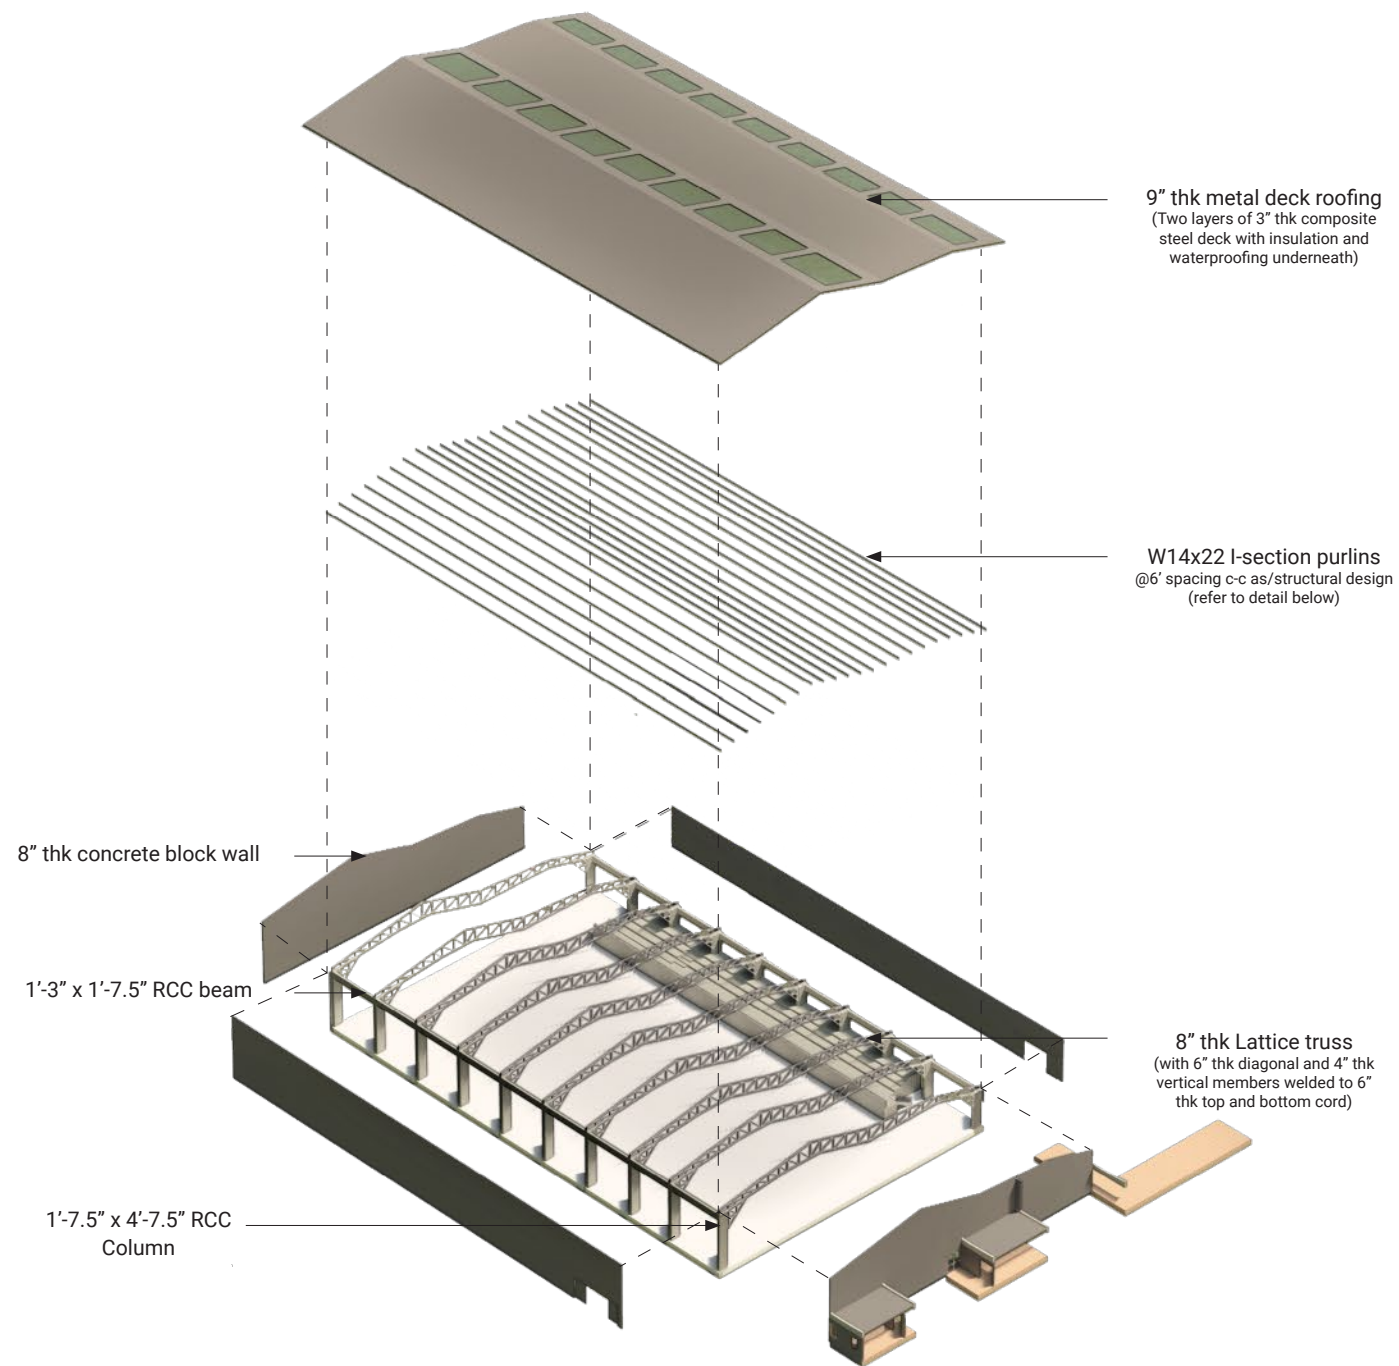 9” thk metal deck roofing
(Two layers of 3” thk composite
steel deck with insulation and
waterproofing underneath)
W14x22 I-section purlins
@6’ spacing c-c as/structural design
(refer to detail below)
8” thk concrete block wall
1’-3” x 1’-7.5” RCC beam
8” thk Lattice truss
(with 6” thk diagonal and 4” thk
vertical members welded to 6”
thk top and bottom cord)
1’-7.5” x 4’-7.5” RCC
Column